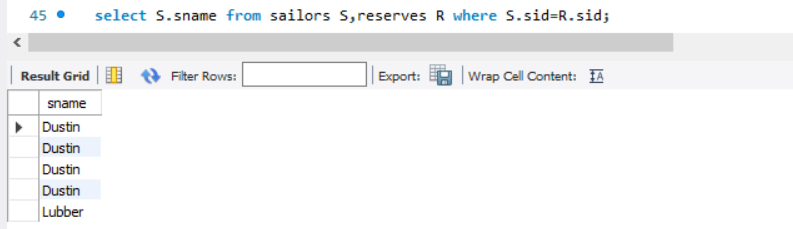 45 select S.sname from sailors S,reserves R where S.sid=R.sid;
Result Grid Filter Rows: Export: Wrap Cell Content: IA
sname
Dustin
Dustin
Dustin
Dustin
Lubber